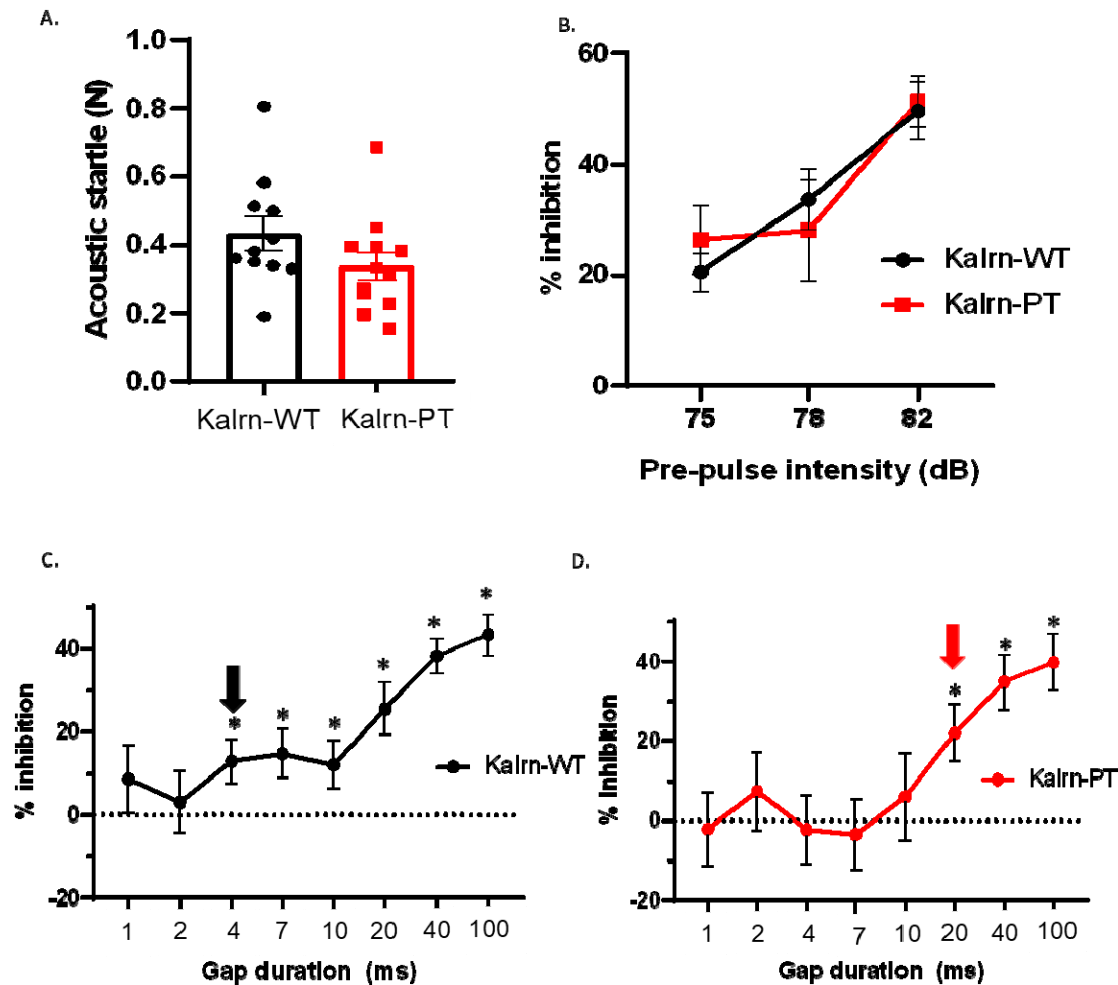 A.
Acoustic startle (N)
1.0
0.8
0.6
0.4
0.2
0.0
Kalrn-WT
Kalrn-PT
B.
% inhibition
60
40
20
0
Kalrn-WT
Kalrn-PT
75
78
82
Pre-pulse intensity (dB)
C.
% inhibition
40
20
0
-20
* * * * * *
Kalrn-WT
1 2 4 7 10 20 40 100
Gap duration (ms)
D.
% inhibition
40
20
0
-20
* * *
Kalrn-PT
1 2 4 7 10 20 40 100
Gap duration (ms)